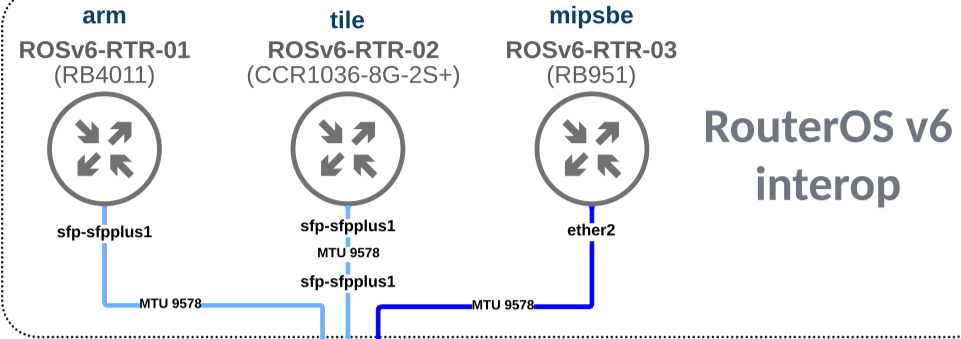 arm
ROSv6-RTR-01
(RB4011)
sfp-sfpplus1
MTU 9578
tile
ROSv6-RTR-02
(CCR1036-8G-2S+)
sfp-sfpplus1
MTU 9578
sfp-sfpplus1
mipsbe
ROSv6-RTR-03
(RB951)
ether2
MTU 9578
RouterOS v6
interop